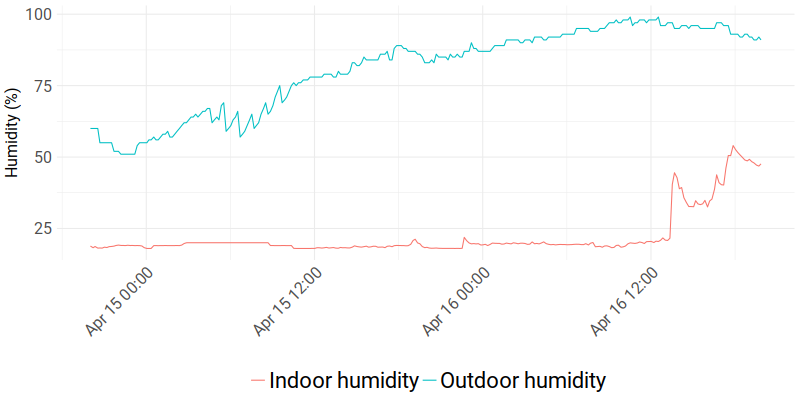 100
75
50
25
Humidity (%)
Apr 15 00:00
Apr 15 12:00
Apr 16 00:00
Apr 16 12:00
Indoor humidity
Outdoor humidity